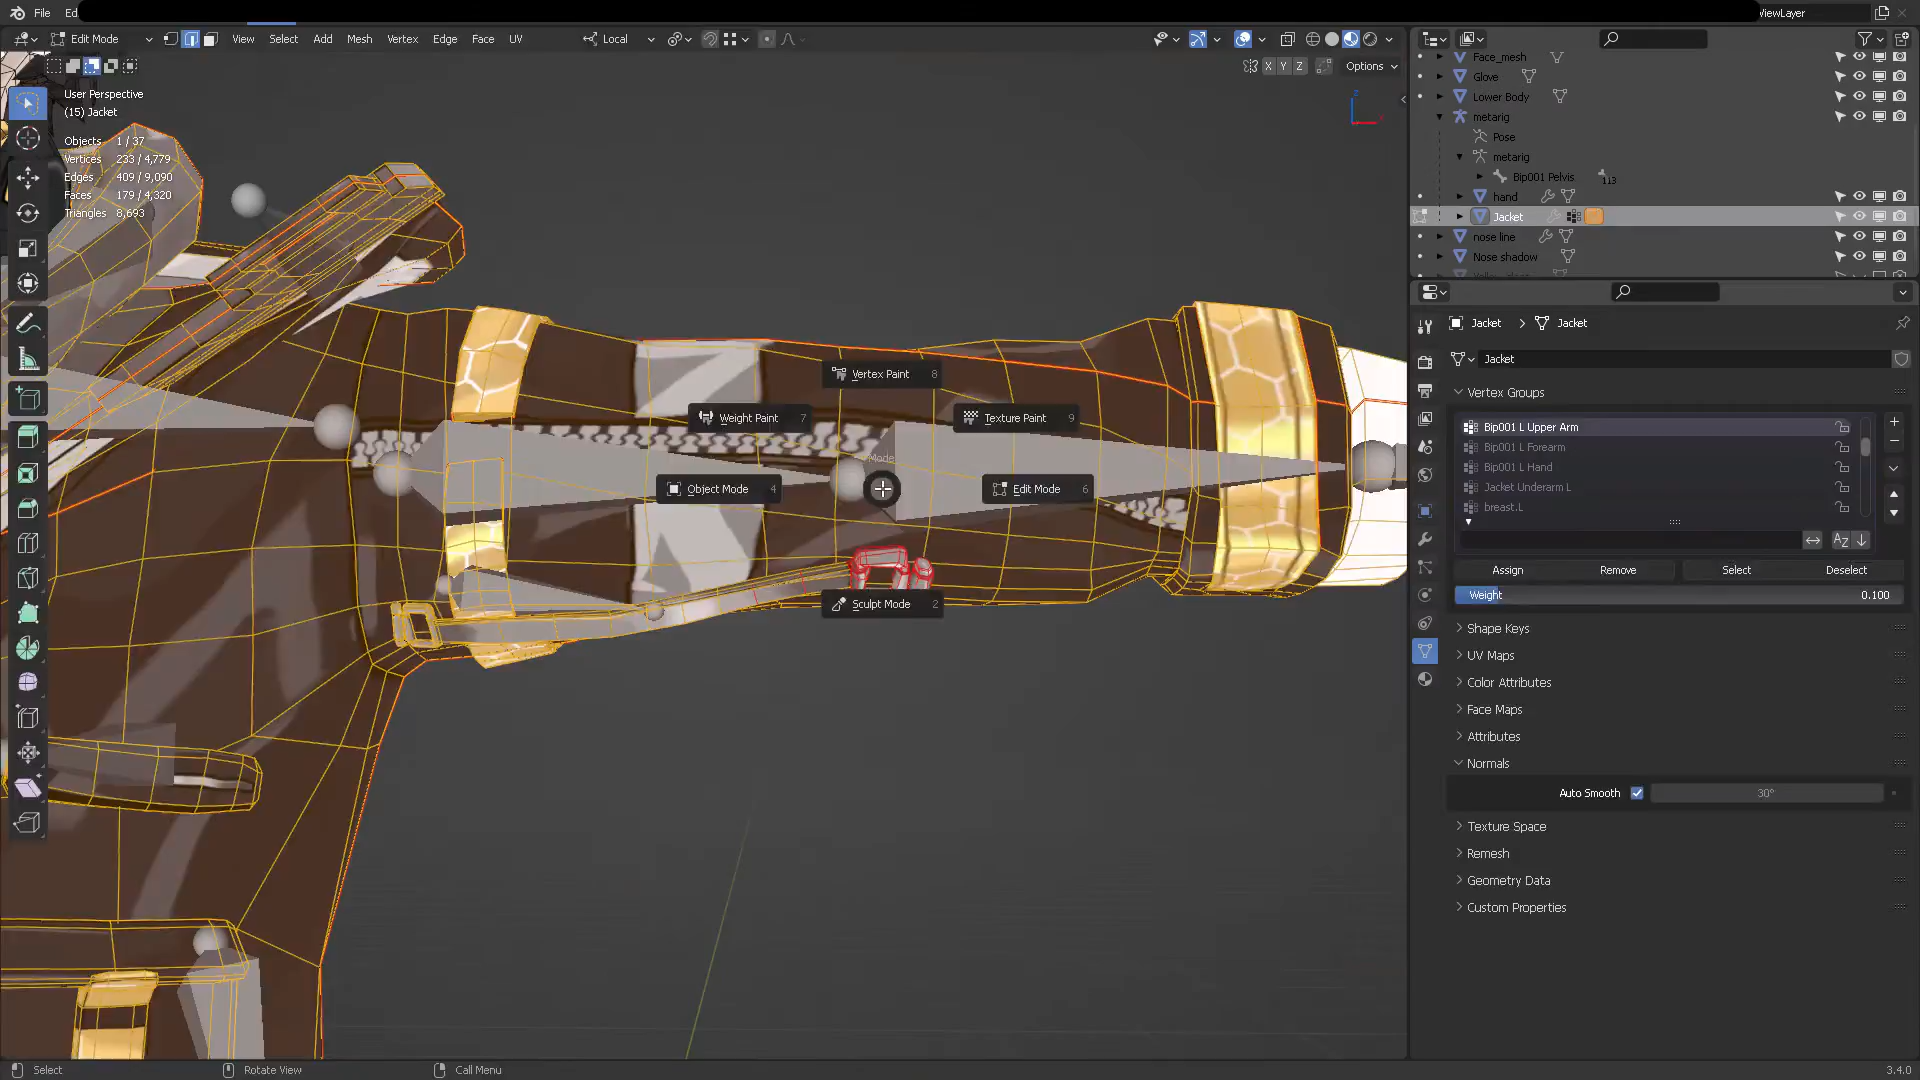 File Ed
ViewLayer
Edit Mode View Select Add Mesh Vertex Edge Face UV Local
X Y Z Options
User Perspective
(15) Jacket
Objects 1 / 37
Vertices 233 / 4,779
Edges 409 / 9,090
Faces 179 / 4,320
Triangles 8,693
Z
Vertex Paint 8
Weight Paint 7
Texture Paint 9
Mode
Object Mode 4
Edit Mode 6
Sculpt Mode 2
Face_mesh
Glove
Lower Body
metarig
Pose
metarig
Bip001 Pelvis 113
hand
Jacket
nose line
Nose shadow
Jacket > Jacket
Jacket
Vertex Groups
Bip001 L Upper Arm
Bip001 L Forearm
Bip001 L Hand
Jacket Underarm L
breast.L
AZ
Assign Remove Select Deselect
Weight 0.100
Shape Keys
UV Maps
Color Attributes
Face Maps
Attributes
Normals
Auto Smooth 30°
Texture Space
Remesh
Geometry Data
Custom Properties
Select Rotate View Call Menu 3.4.0